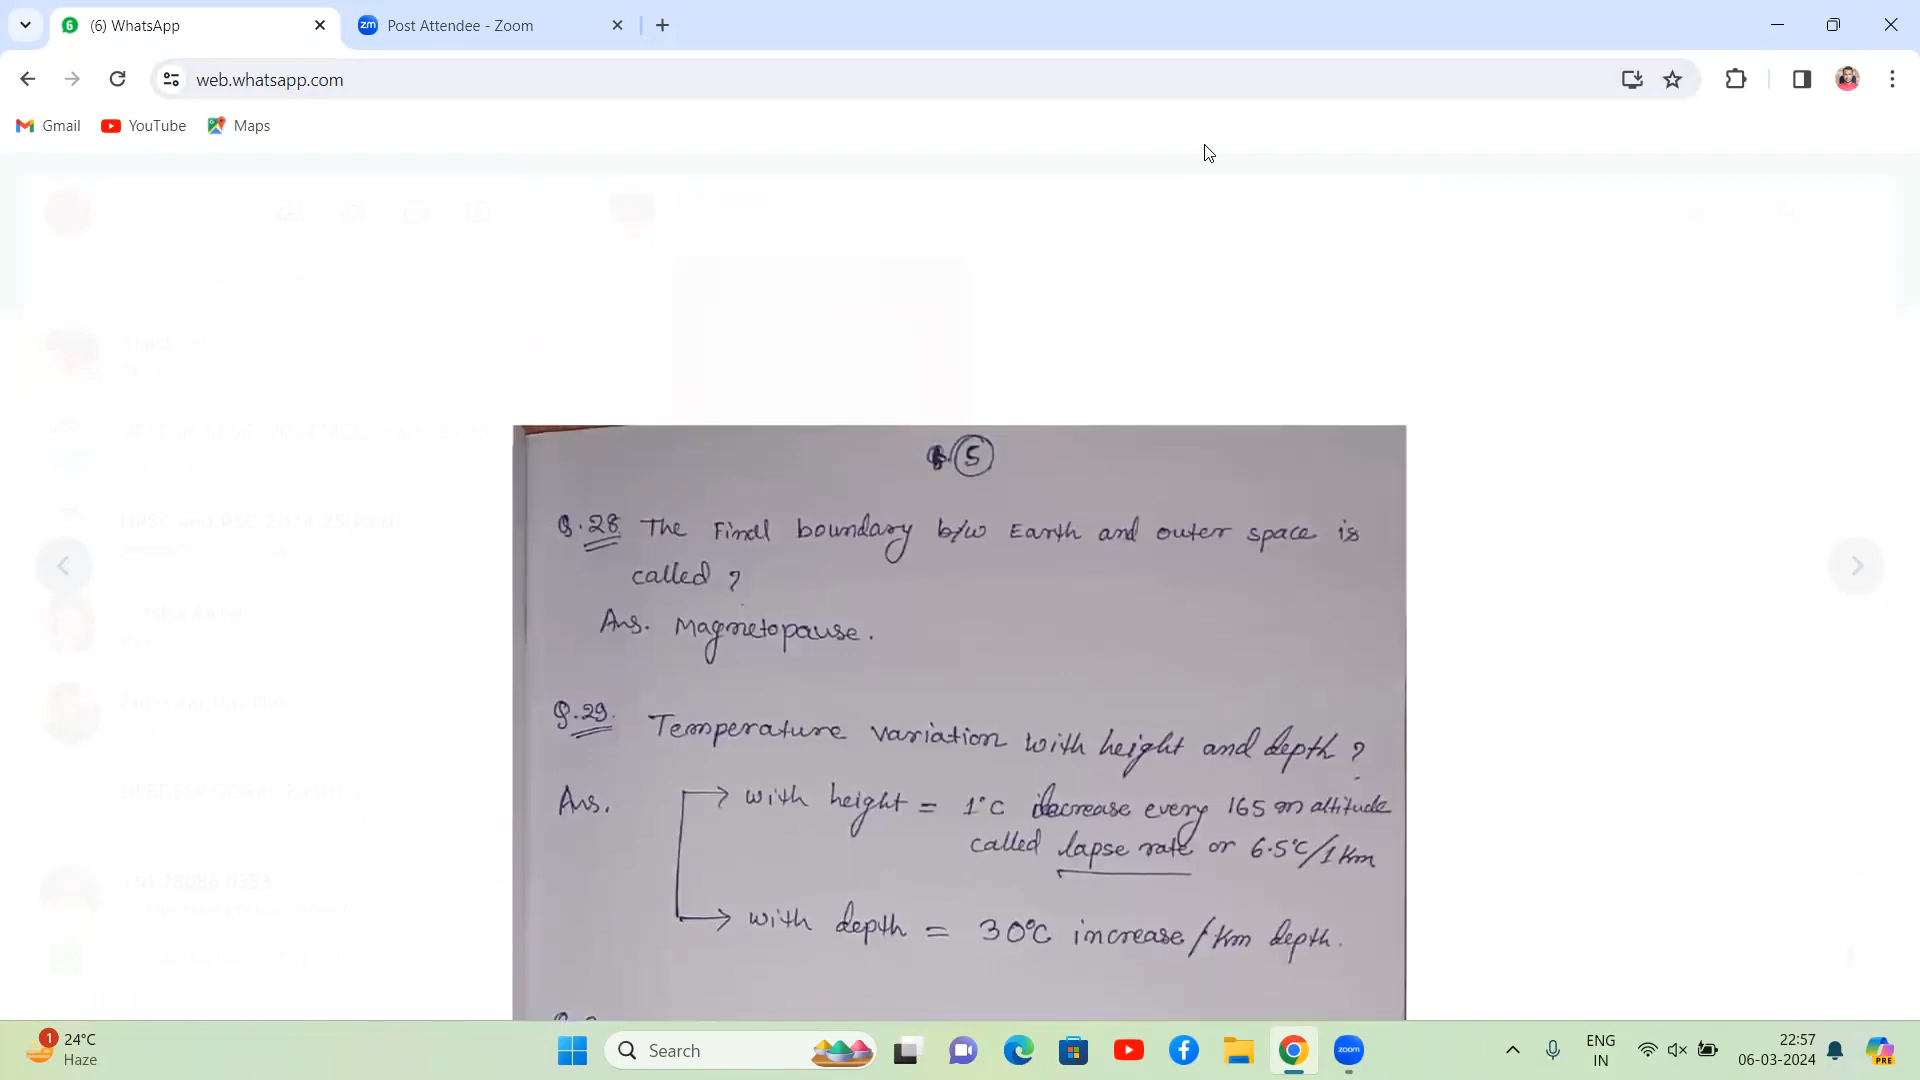 (6) WhatsApp
Post Attendee - Zoom
web.whatsapp.com
Gmail
YouTube
Maps
5
Q.28 The Final boundary b/w Earth and outer space is
called ?
Ans. Magnetopause.
Q.29. Temperature variation with height and depth ?
Ans. → with height = 1°C decrease every 165 m altitude
called lapse rate or 6.5°C/1 Km
→ with depth = 30°C increase/Km depth.
1
24°C
Haze
Search
zoom
ENG
IN
22:57
06-03-2024
PRE